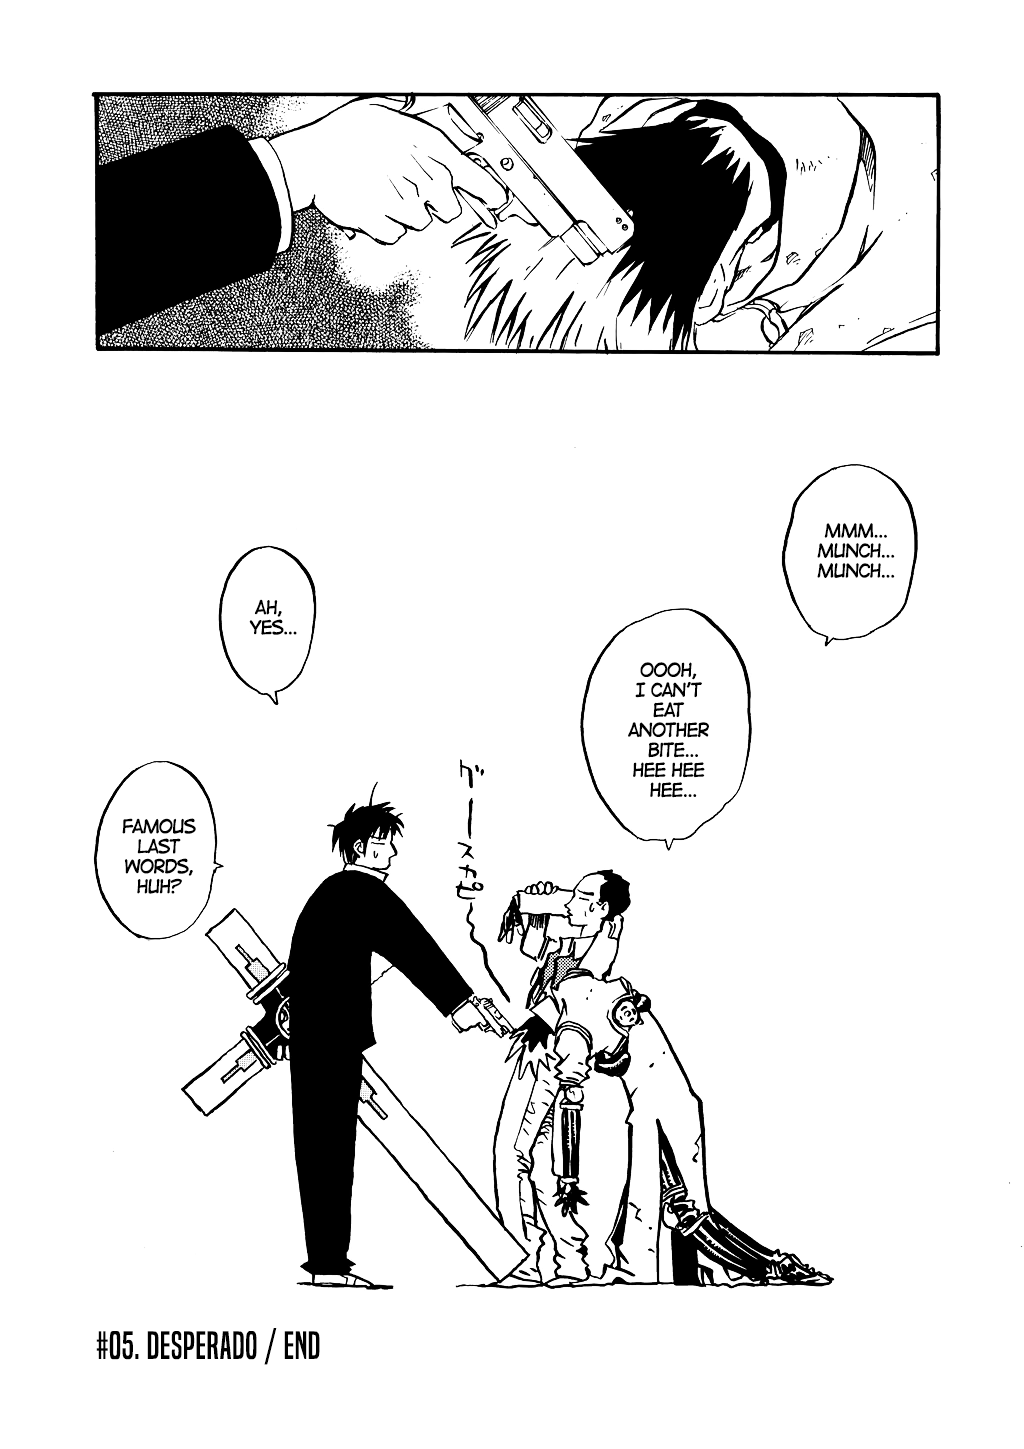 MMM...
MUNCH...
MUNCH...
OOOH,
I CAN'T
EAT
ANOTHER
BITE...
HEE HEE
HEE...
AH,
YES...
FAMOUS
LAST
WORDS,
HUH?
グースカピ〜
#05. DESPERADO / END